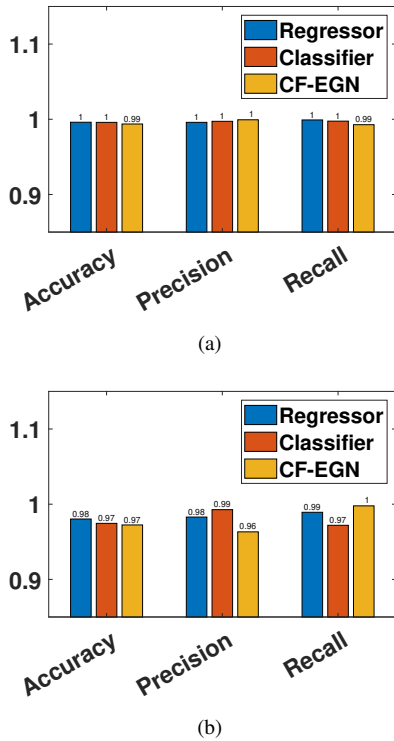 1.1
1
0.9
Regressor
Classifier
CF-EGN
1 1 0.99
1 1 1
1 1 0.99
Accuracy
Precision
Recall
(a)
1.1
1
0.9
Regressor
Classifier
CF-EGN
0.98 0.97 0.97
0.98 0.99 0.96
0.99 0.97 1
Accuracy
Precision
Recall
(b)